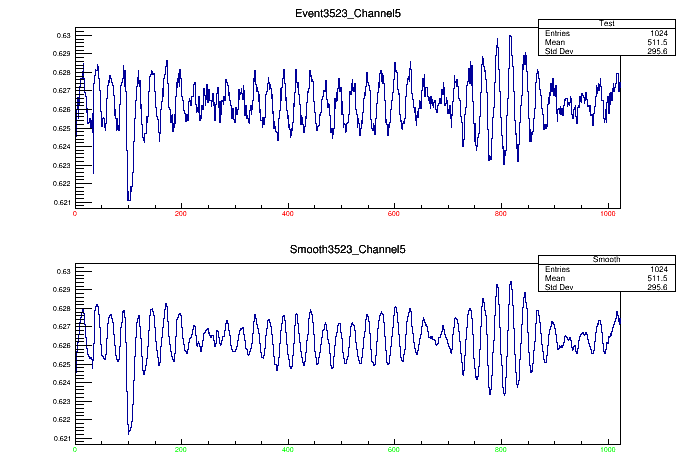 Event3523_Channel5
Test
Entries 1024
Mean 511.5
Std Dev 295.6
0.63
0.629
0.628
0.627
0.626
0.625
0.624
0.623
0.622
0.621
0 200 400 600 800 1000
Smooth3523_Channel5
Smooth
Entries 1024
Mean 511.5
Std Dev 295.6
0.63
0.629
0.628
0.627
0.626
0.625
0.624
0.623
0.622
0.621
0 200 400 600 800 1000